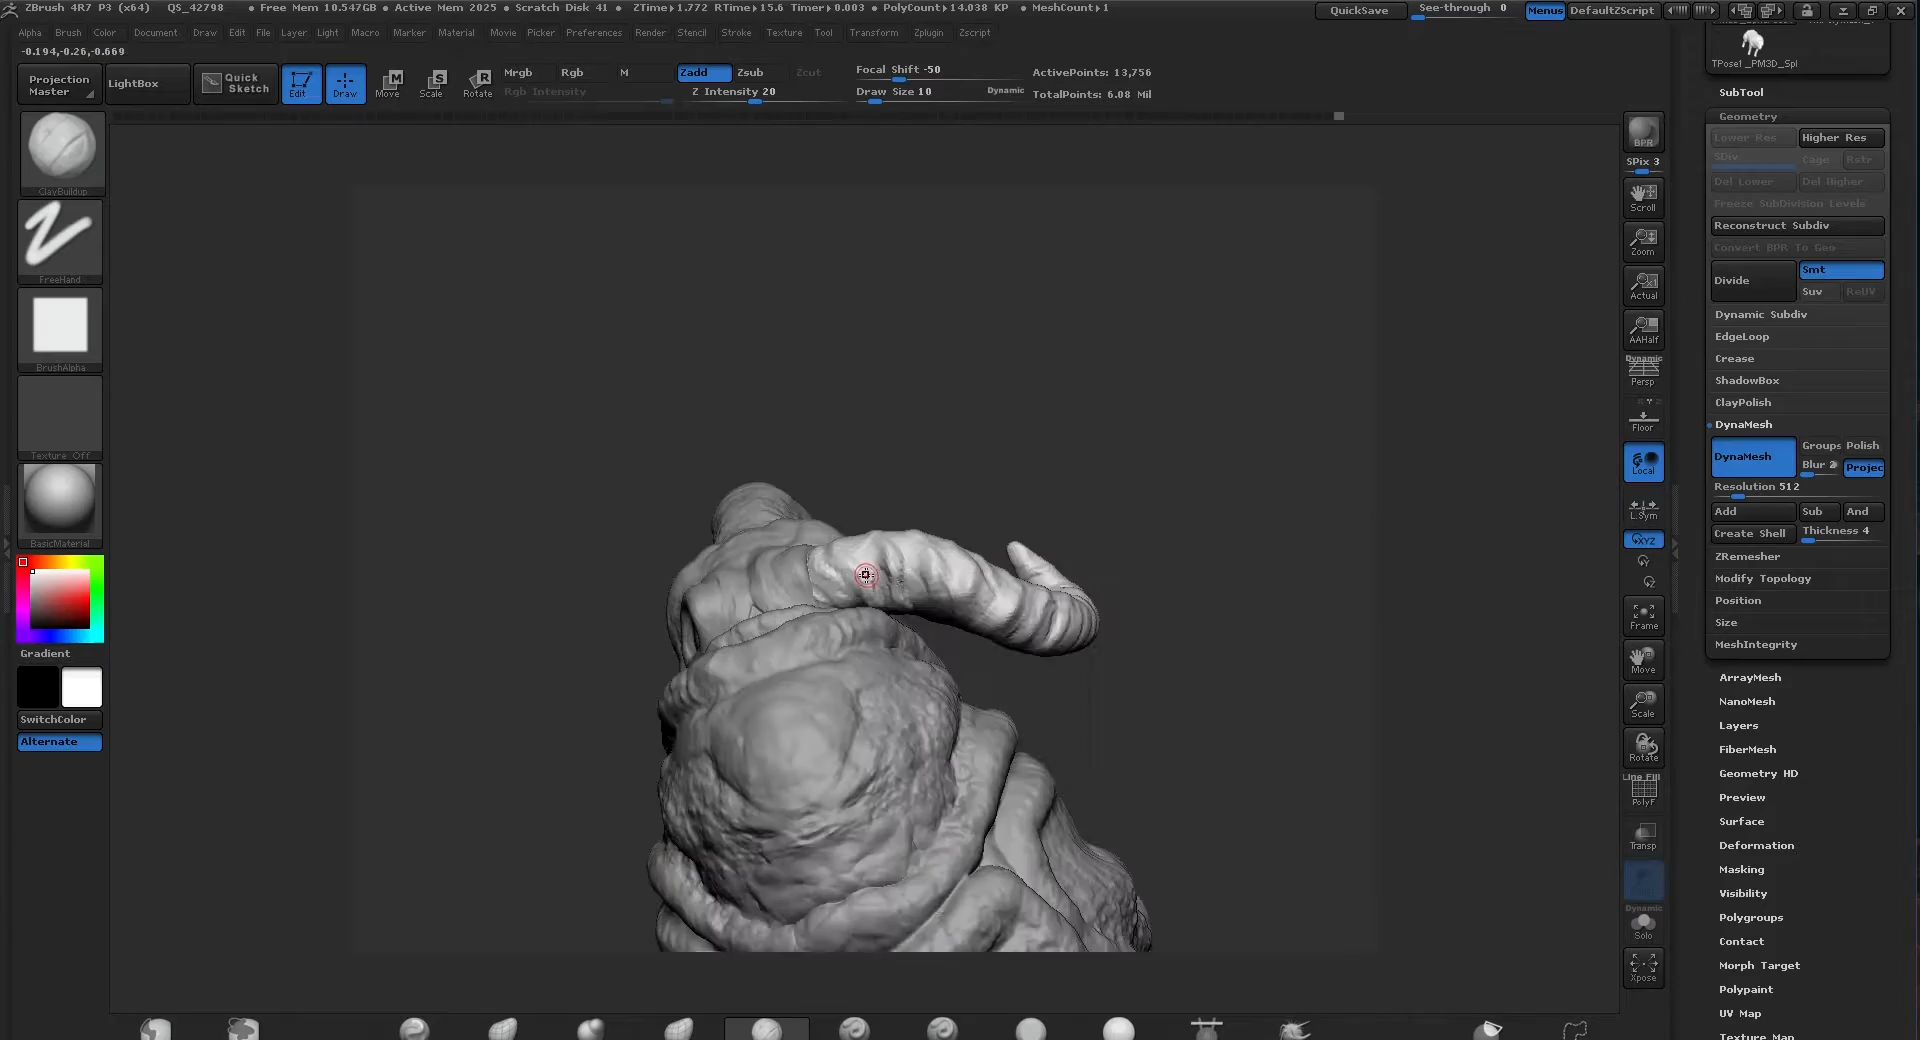 ZBrush 4R7 P3 (x64) QS_42798 • Free Mem 10.547GB • Active Mem 2025 • Scratch Disk 41 • ZTime▸1.772 RTime▸15.6 Timer▸0.003 • PolyCount▸14.038 KP • MeshCount▸1 QuickSave See-through 0 Menus DefaultZScript
Alpha Brush Color Document Draw Edit File Layer Light Macro Marker Material Movie Picker Preferences Render Stencil Stroke Texture Tool Transform Zplugin Zscript
-0.194,-0.26,-0.669
Projection Master
LightBox
Quick Sketch
Edit
Draw
Move
Scale
Rotate
Mrgb Rgb M
Rgb Intensity
Zadd Zsub Zcut
Z Intensity 20
Focal Shift -50
Draw Size 10 Dynamic
ActivePoints: 13,756
TotalPoints: 6.08 Mil
ClayBuildup
FreeHand
BrushAlpha
Texture Off
BasicMaterial
Gradient
SwitchColor
Alternate
BPR
SPix 3
Scroll
Zoom
Actual
AAHalf
Dynamic
Persp
Floor
Local
L.Sym
XYZ
Frame
Move
Scale
Rotate
Line Fill
PolyF
Transp
Dynamic
Solo
Xpose
TPose1_PM3D_Spl
SubTool
Geometry
Lower Res Higher Res
SDiv Cage Rstr
Del Lower Del Higher
Freeze SubDivision Levels
Reconstruct Subdiv
Convert BPR To Geo
Divide Smt
Suv ReUV
Dynamic Subdiv
EdgeLoop
Crease
ShadowBox
ClayPolish
DynaMesh
DynaMesh Groups Polish
Blur 2 Projec
Resolution 512
Add Sub And
Create Shell Thickness 4
ZRemesher
Modify Topology
Position
Size
MeshIntegrity
ArrayMesh
NanoMesh
Layers
FiberMesh
Geometry HD
Preview
Surface
Deformation
Masking
Visibility
Polygroups
Contact
Morph Target
Polypaint
UV Map
Texture Map